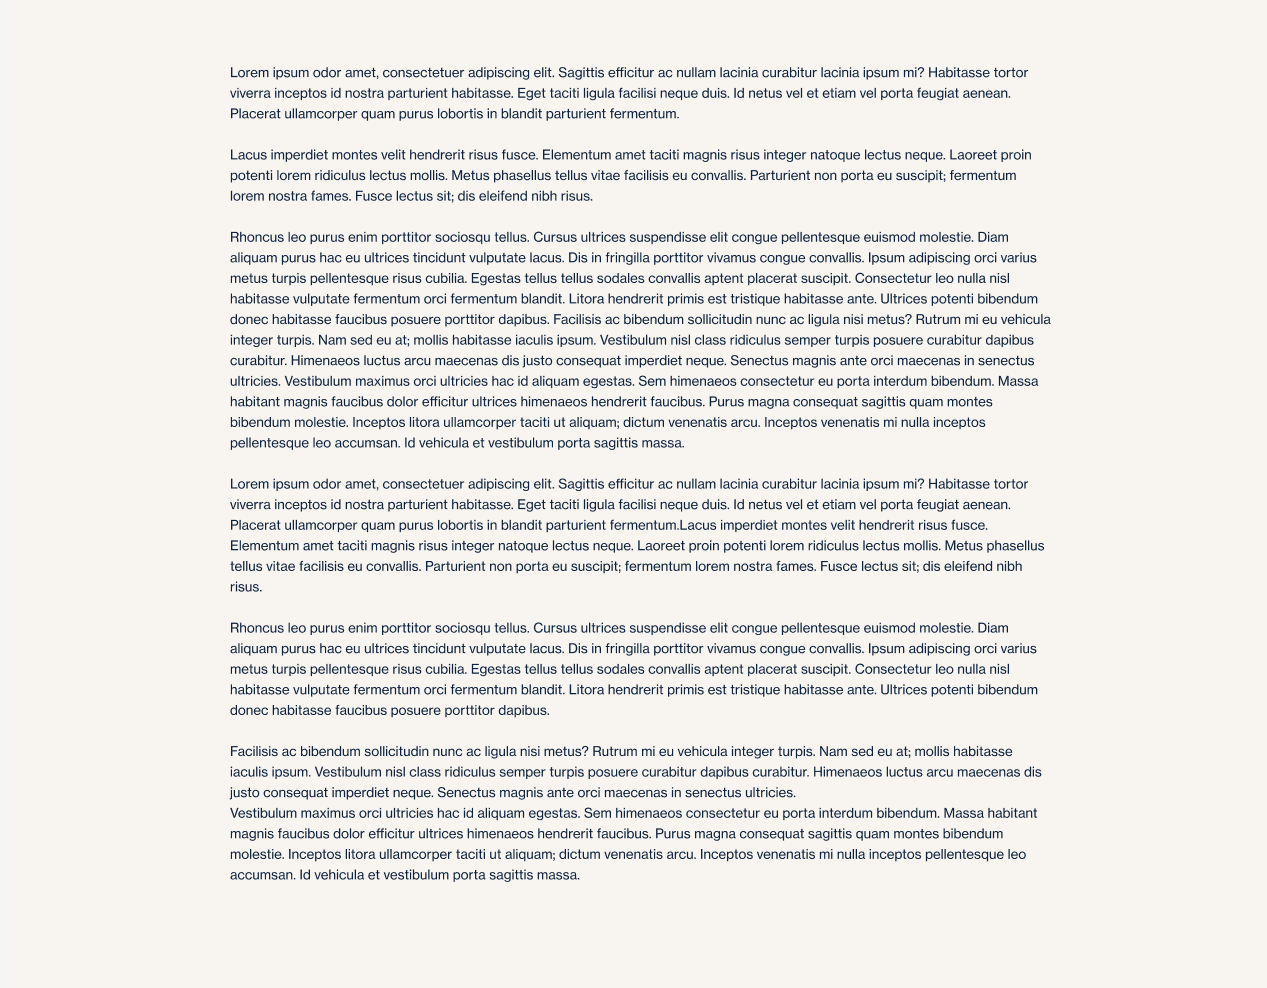 Lorem ipsum odor amet, consectetuer adipiscing elit. Sagittis efficitur ac nullam lacinia curabitur lacinia ipsum mi? Habitasse tortor
viverra inceptos id nostra parturient habitasse. Eget taciti ligula facilisi neque duis. Id netus vel et etiam vel porta feugiat aenean.
Placerat ullamcorper quam purus lobortis in blandit parturient fermentum.
Lacus imperdiet montes velit hendrerit risus fusce. Elementum amet taciti magnis risus integer natoque lectus neque. Laoreet proin
potenti lorem ridiculus lectus mollis. Metus phasellus tellus vitae facilisis eu convallis. Parturient non porta eu suscipit; fermentum
lorem nostra fames. Fusce lectus sit; dis eleifend nibh risus.
Rhoncus leo purus enim porttitor sociosqu tellus. Cursus ultrices suspendisse elit congue pellentesque euismod molestie. Diam
aliquam purus hac eu ultrices tincidunt vulputate lacus. Dis in fringilla porttitor vivamus congue convallis. Ipsum adipiscing orci varius
metus turpis pellentesque risus cubilia. Egestas tellus tellus sodales convallis aptent placerat suscipit. Consectetur leo nulla nisl
habitasse vulputate fermentum orci fermentum blandit. Litora hendrerit primis est tristique habitasse ante. Ultrices potenti bibendum
donec habitasse faucibus posuere porttitor dapibus. Facilisis ac bibendum sollicitudin nunc ac ligula nisi metus? Rutrum mi eu vehicula
integer turpis. Nam sed eu at; mollis habitasse iaculis ipsum. Vestibulum nisl class ridiculus semper turpis posuere curabitur dapibus
curabitur. Himenaeos luctus arcu maecenas dis justo consequat imperdiet neque. Senectus magnis ante orci maecenas in senectus
ultricies. Vestibulum maximus orci ultricies hac id aliquam egestas. Sem himenaeos consectetur eu porta interdum bibendum. Massa
habitant magnis faucibus dolor efficitur ultrices himenaeos hendrerit faucibus. Purus magna consequat sagittis quam montes
bibendum molestie. Inceptos litora ullamcorper taciti ut aliquam; dictum venenatis arcu. Inceptos venenatis mi nulla inceptos
pellentesque leo accumsan. Id vehicula et vestibulum porta sagittis massa.
Lorem ipsum odor amet, consectetuer adipiscing elit. Sagittis efficitur ac nullam lacinia curabitur lacinia ipsum mi? Habitasse tortor
viverra inceptos id nostra parturient habitasse. Eget taciti ligula facilisi neque duis. Id netus vel et etiam vel porta feugiat aenean.
Placerat ullamcorper quam purus lobortis in blandit parturient fermentum.Lacus imperdiet montes velit hendrerit risus fusce.
Elementum amet taciti magnis risus integer natoque lectus neque. Laoreet proin potenti lorem ridiculus lectus mollis. Metus phasellus
tellus vitae facilisis eu convallis. Parturient non porta eu suscipit; fermentum lorem nostra fames. Fusce lectus sit; dis eleifend nibh
risus.
Rhoncus leo purus enim porttitor sociosqu tellus. Cursus ultrices suspendisse elit congue pellentesque euismod molestie. Diam
aliquam purus hac eu ultrices tincidunt vulputate lacus. Dis in fringilla porttitor vivamus congue convallis. Ipsum adipiscing orci varius
metus turpis pellentesque risus cubilia. Egestas tellus tellus sodales convallis aptent placerat suscipit. Consectetur leo nulla nisl
habitasse vulputate fermentum orci fermentum blandit. Litora hendrerit primis est tristique habitasse ante. Ultrices potenti bibendum
donec habitasse faucibus posuere porttitor dapibus.
Facilisis ac bibendum sollicitudin nunc ac ligula nisi metus? Rutrum mi eu vehicula integer turpis. Nam sed eu at; mollis habitasse
iaculis ipsum. Vestibulum nisl class ridiculus semper turpis posuere curabitur dapibus curabitur. Himenaeos luctus arcu maecenas dis
justo consequat imperdiet neque. Senectus magnis ante orci maecenas in senectus ultricies.
Vestibulum maximus orci ultricies hac id aliquam egestas. Sem himenaeos consectetur eu porta interdum bibendum. Massa habitant
magnis faucibus dolor efficitur ultrices himenaeos hendrerit faucibus. Purus magna consequat sagittis quam montes bibendum
molestie. Inceptos litora ullamcorper taciti ut aliquam; dictum venenatis arcu. Inceptos venenatis mi nulla inceptos pellentesque leo
accumsan. Id vehicula et vestibulum porta sagittis massa.